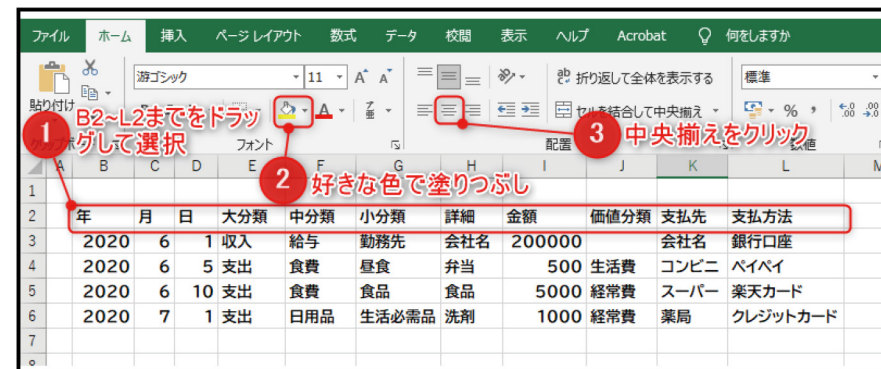 ファイル ホーム 挿入 ページレイアウト 数式 データ 校閲 表示 ヘルプ Acrobat 何をしますか
游ゴシック 11 折り返して全体を表示する 標準
貼り付け セルを結合して中央揃え
1 B2~L2までをドラッグして選択
フォント 配置 数値
2 好きな色で塗りつぶし
3 中央揃えをクリック
A B C D E F G H I J K L
1
2 年 月 日 大分類 中分類 小分類 詳細 金額 価値分類 支払先 支払方法
3 2020 6 1 収入 給与 勤務先 会社名 200000 会社名 銀行口座
4 2020 6 5 支出 食費 昼食 弁当 500 生活費 コンビニ ペイペイ
5 2020 6 10 支出 食費 食品 食品 5000 経常費 スーパー 楽天カード
6 2020 7 1 支出 日用品 生活必需品 洗剤 1000 経常費 薬局 クレジットカード
7